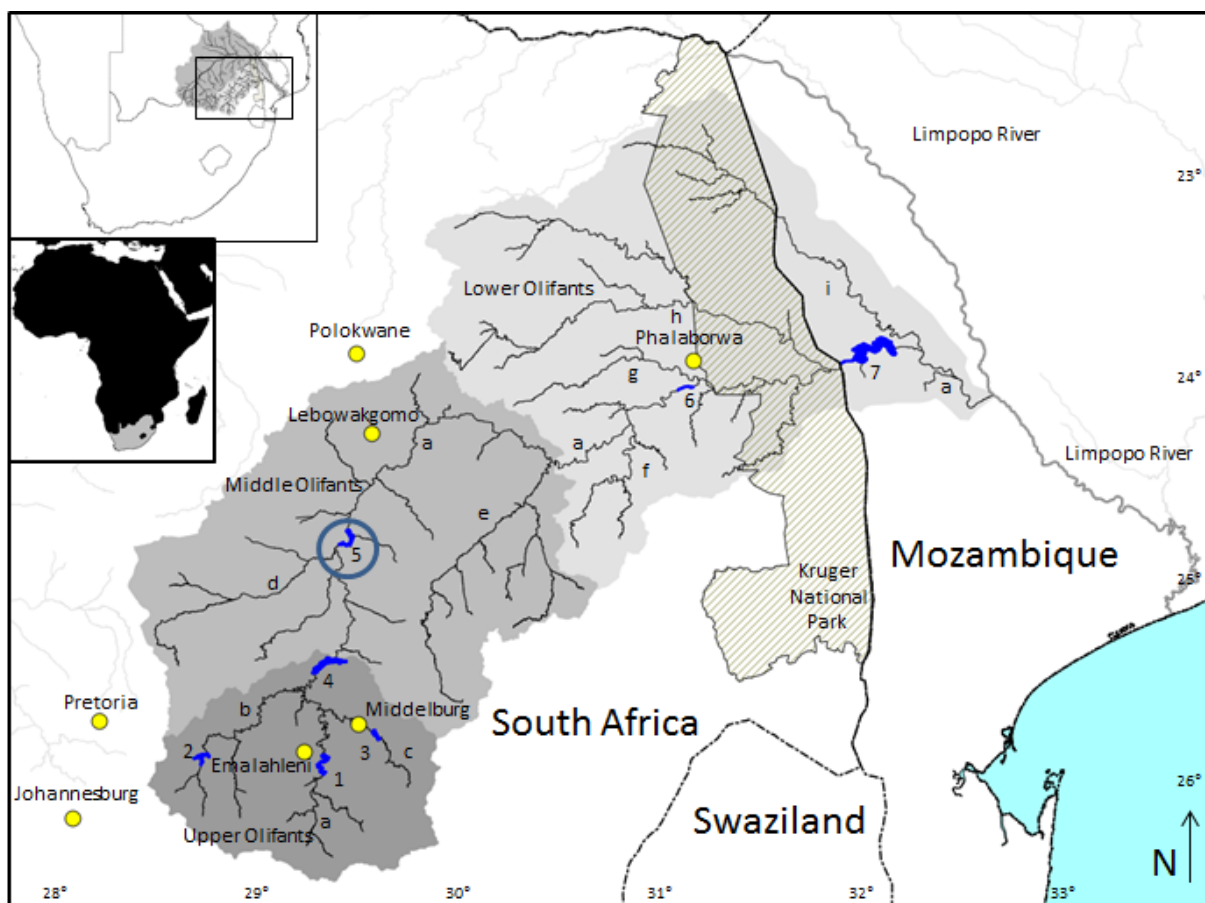 Limpopo River
23°
Lower Olifants
i
h
Polokwane
Phalaborwa
g
7
24°
a
6
Lebowakgomo
a
a
f
Limpopo River
Middle Olifants
e
5
Mozambique
d
Kruger
National
Park
25°
4
Pretoria
b
Middelburg
South Africa
2
Emalahleni
3
c
1
26°
Johannesburg
a
Upper Olifants
Swaziland
N
28°
29°
30°
31°
32°
33°